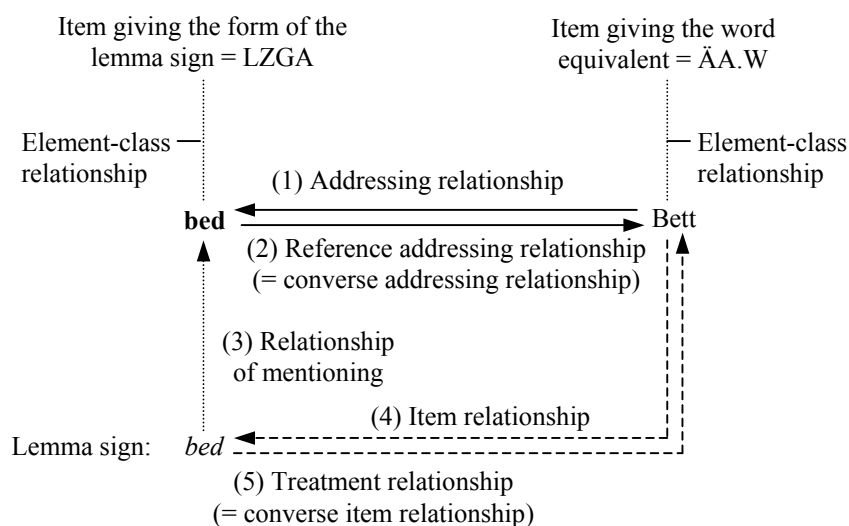 Item giving the form of the
lemma sign = LZGA
Item giving the word
equivalent = ÄA.W
Element-class
relationship
Element-class
relationship
(1) Addressing relationship
bed
Bett
(2) Reference addressing relationship
(= converse addressing relationship)
(3) Relationship
of mentioning
(4) Item relationship
Lemma sign: bed
(5) Treatment relationship
(= converse item relationship)